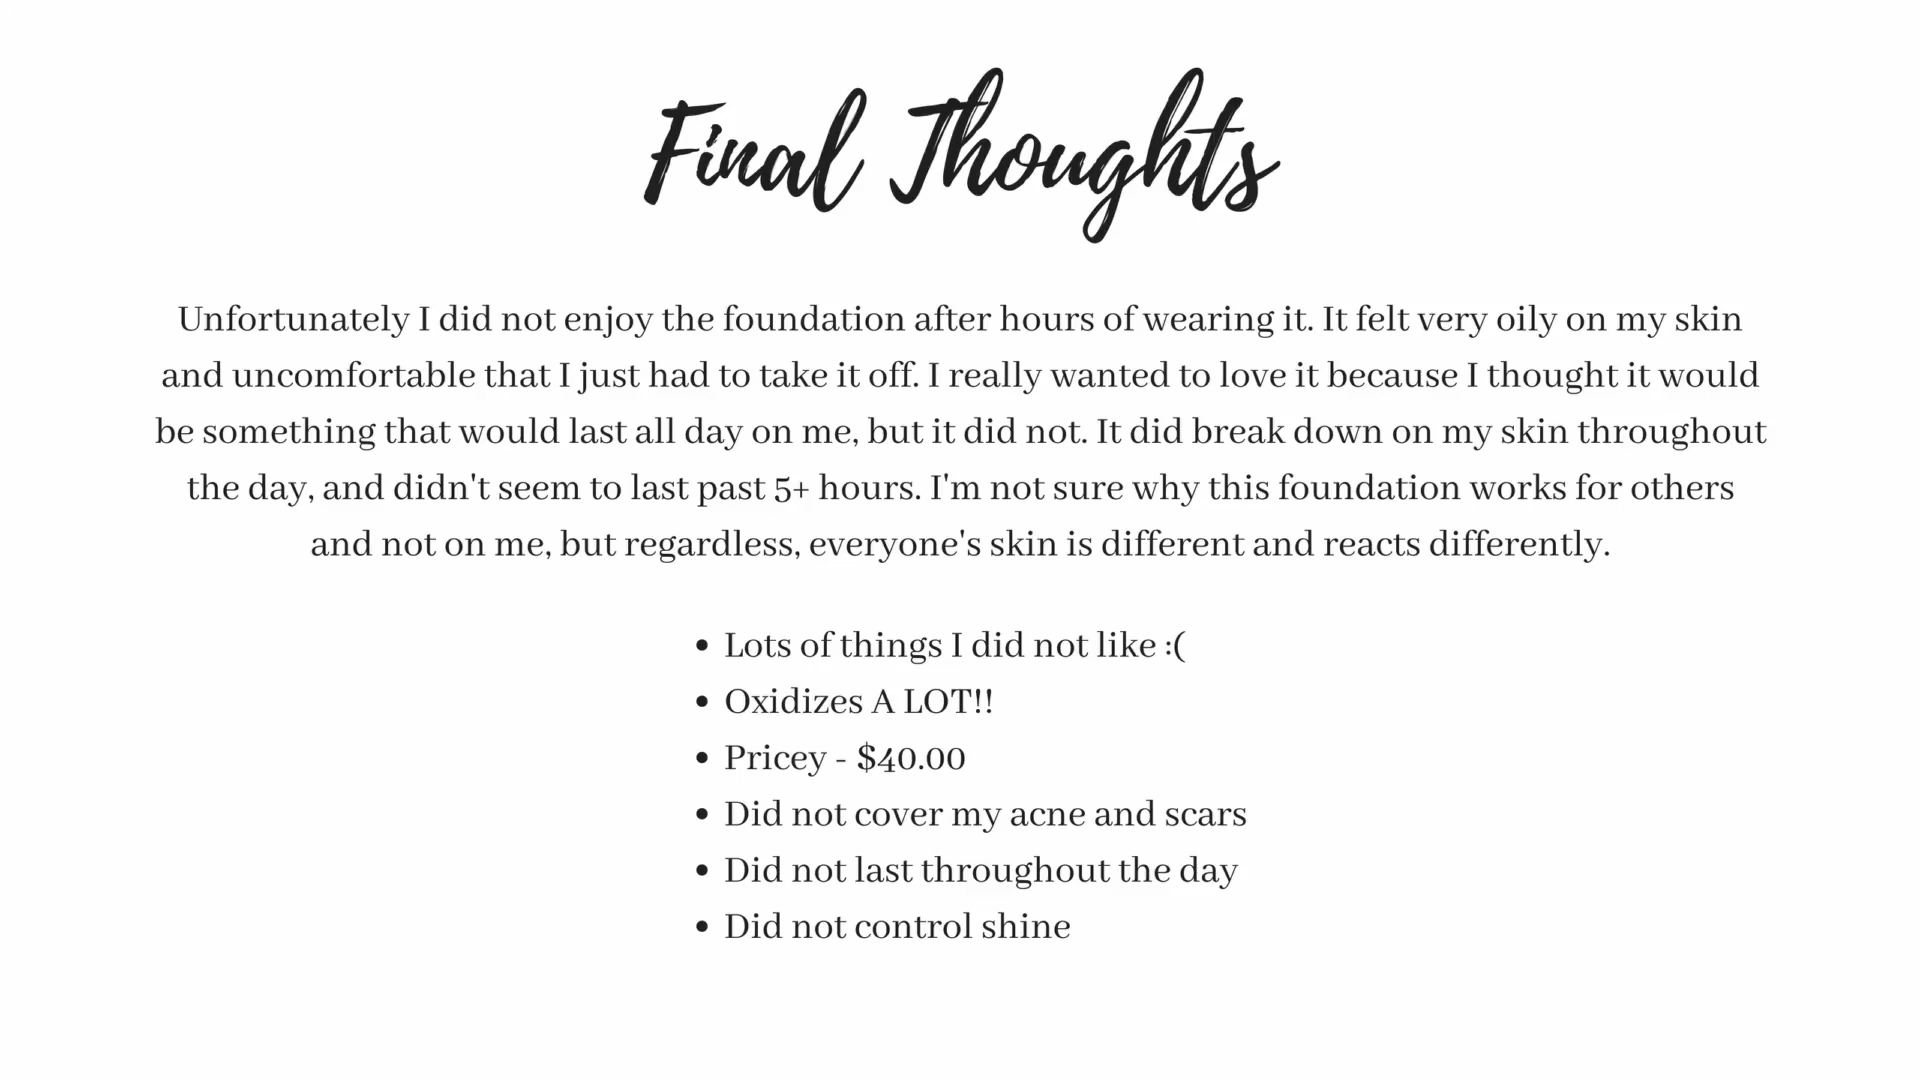 Final Thoughts
Unfortunately I did not enjoy the foundation after hours of wearing it. It felt very oily on my skin
and uncomfortable that I just had to take it off. I really wanted to love it because I thought it would
be something that would last all day on me, but it did not. It did break down on my skin throughout
the day, and didn't seem to last past 5+ hours. I'm not sure why this foundation works for others
and not on me, but regardless, everyone's skin is different and reacts differently.
• Lots of things I did not like :(
• Oxidizes A LOT!!
• Pricey - $40.00
• Did not cover my acne and scars
• Did not last throughout the day
• Did not control shine